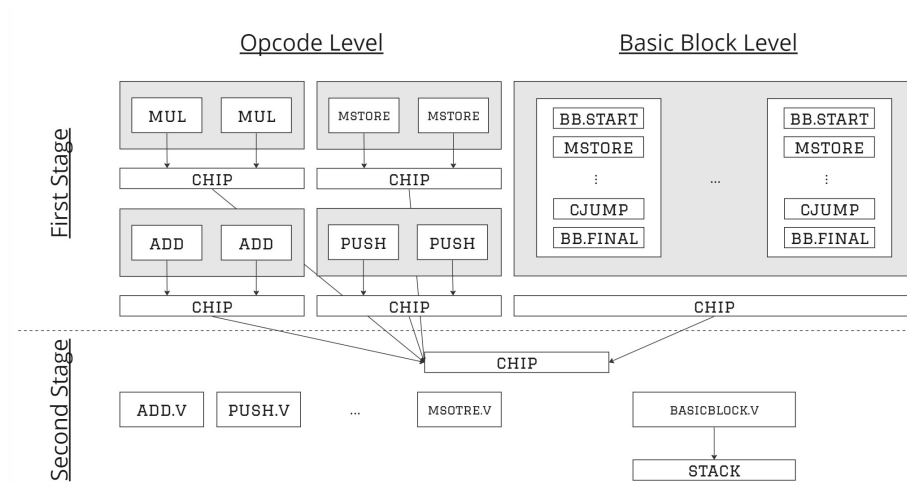 Opcode Level
Basic Block Level
First Stage
MUL
MUL
MSTORE
MSTORE
CHIP
CHIP
ADD
ADD
PUSH
PUSH
CHIP
CHIP
BB.START
MSTORE
⋮
CJUMP
BB.FINAL
...
BB.START
MSTORE
⋮
CJUMP
BB.FINAL
CHIP
Second Stage
CHIP
ADD.V
PUSH.V
...
MSOTRE.V
BASICBLOCK.V
STACK